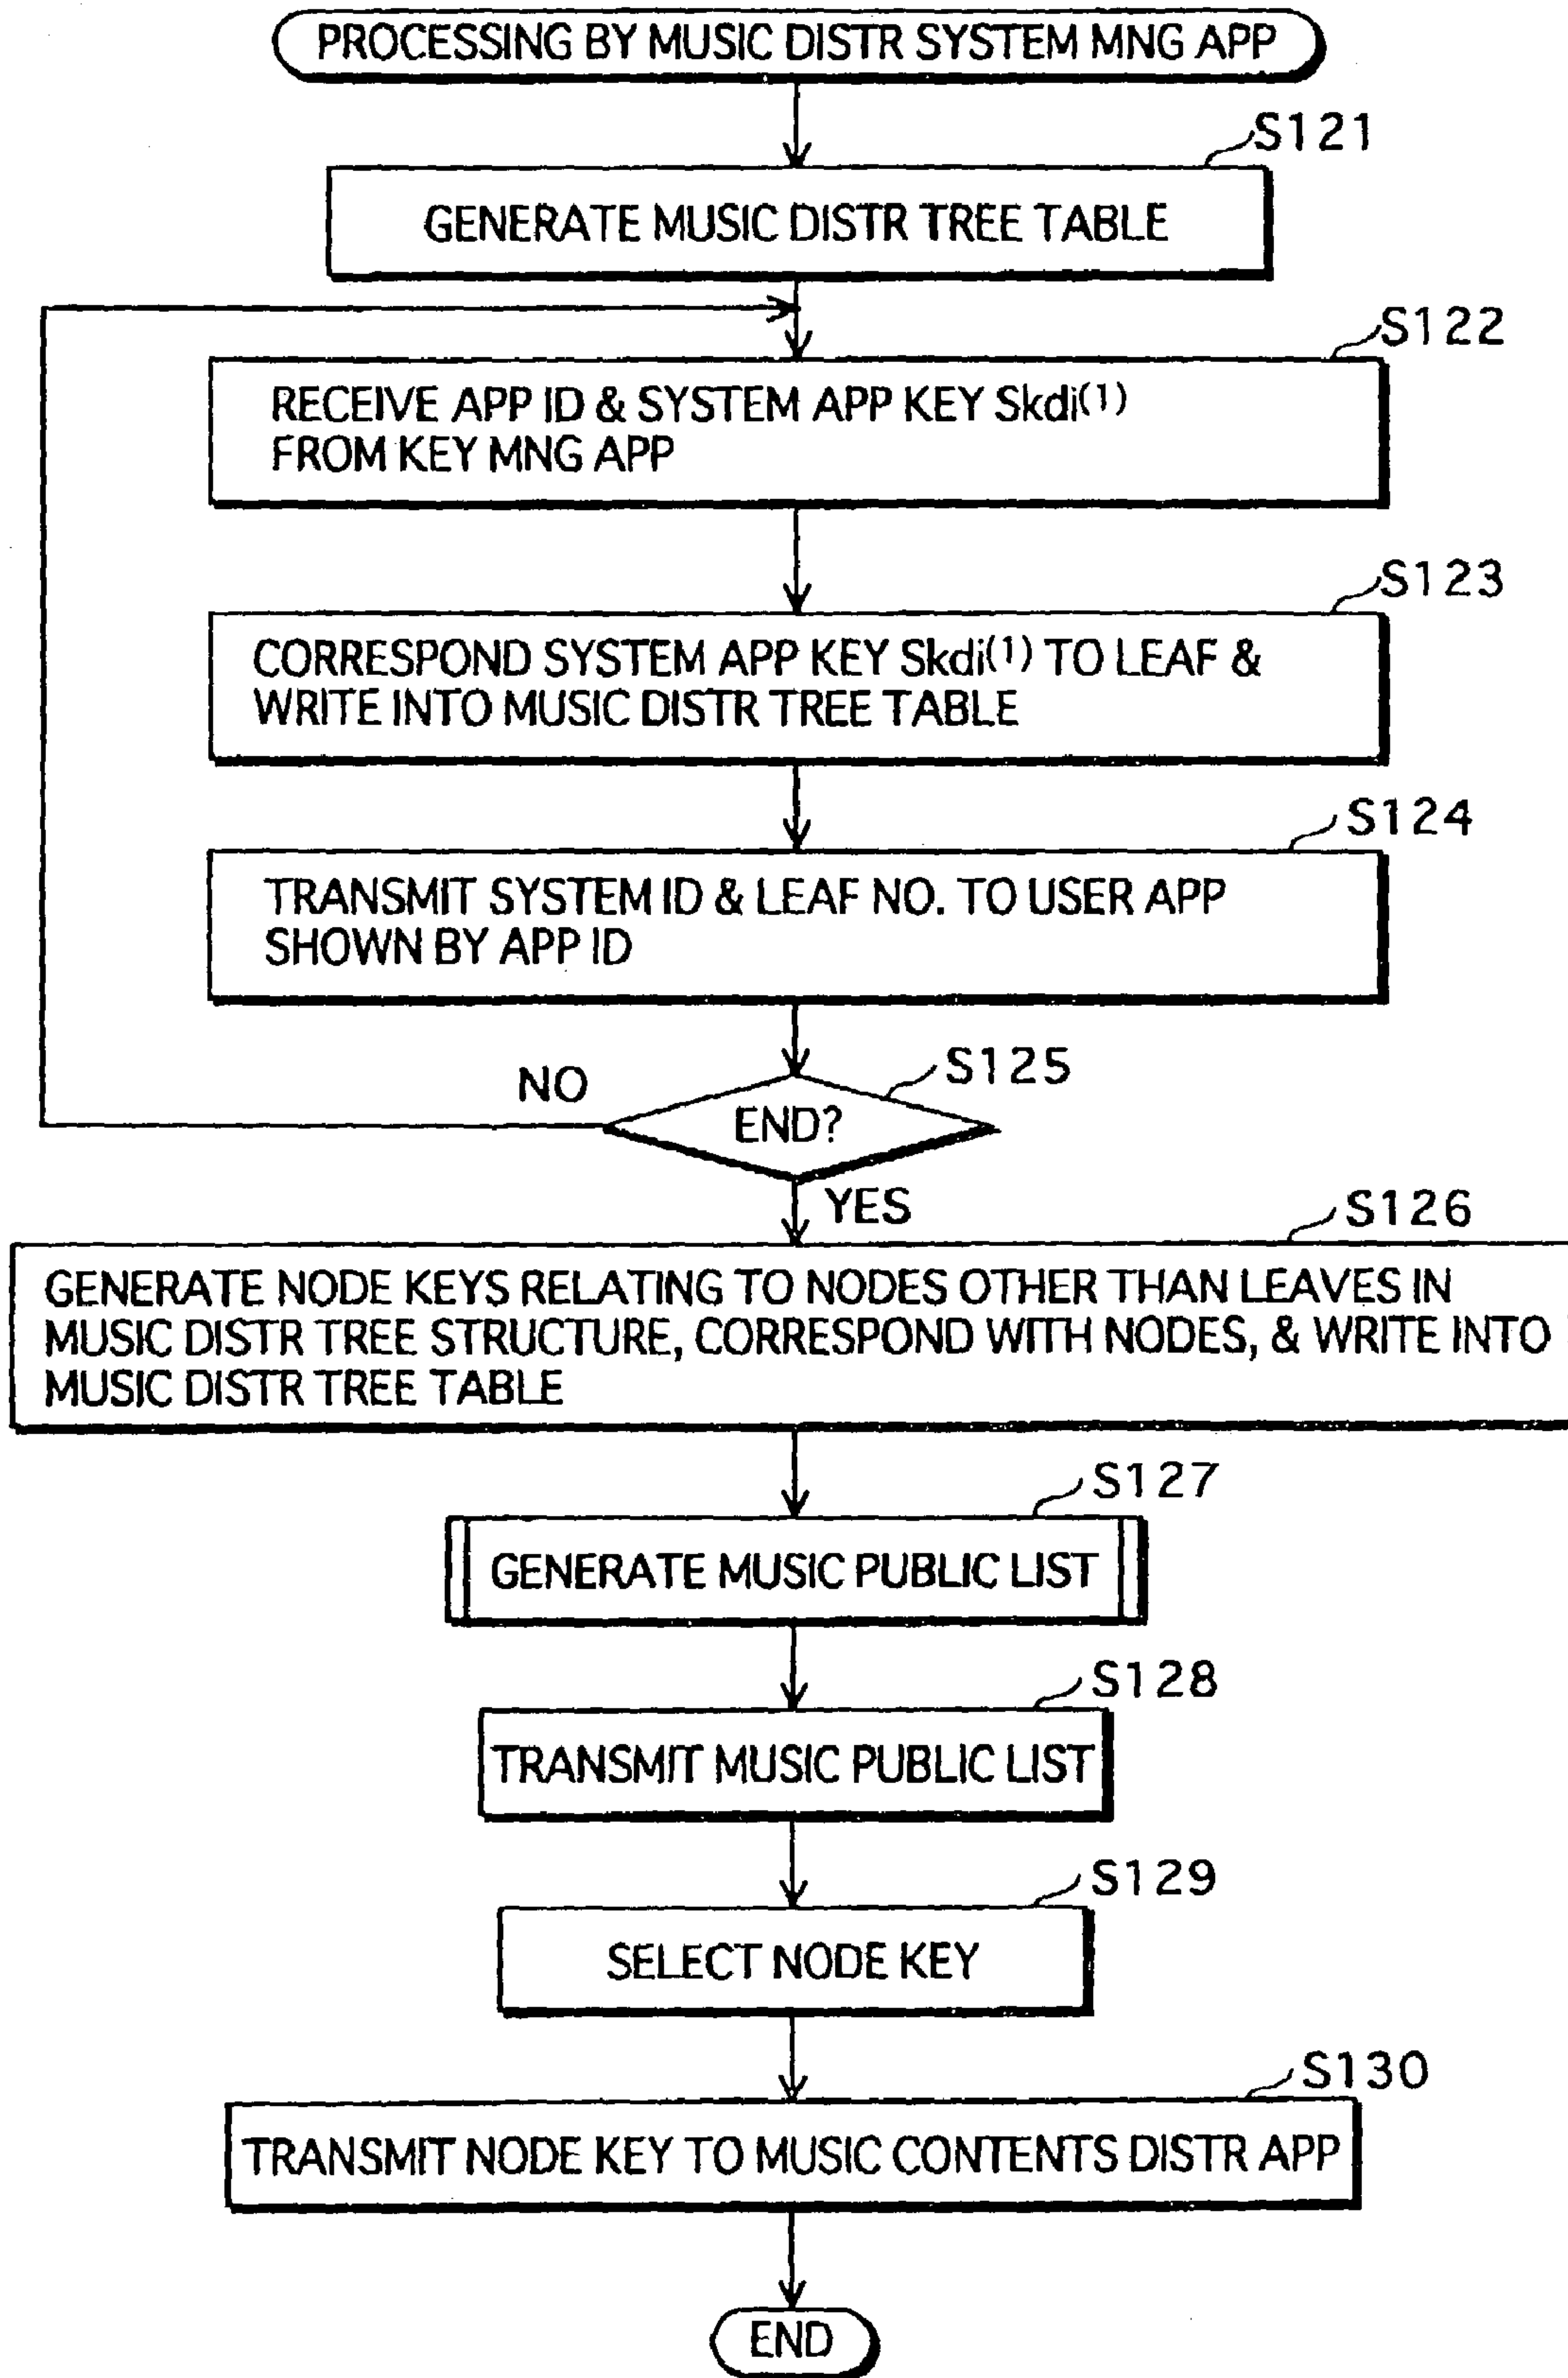 PROCESSING BY MUSIC DISTR SYSTEM MNG APP
S121
GENERATE MUSIC DISTR TREE TABLE
S122
RECEIVE APP ID & SYSTEM APP KEY Skdi(1)
FROM KEY MNG APP
S123
CORRESPOND SYSTEM APP KEY Skdi(1) TO LEAF &
WRITE INTO MUSIC DISTR TREE TABLE
S124
TRANSMIT SYSTEM ID & LEAF NO. TO USER APP
SHOWN BY APP ID
S125
NO
END?
YES
S126
GENERATE NODE KEYS RELATING TO NODES OTHER THAN LEAVES IN
MUSIC DISTR TREE STRUCTURE, CORRESPOND WITH NODES, & WRITE INTO
MUSIC DISTR TREE TABLE
S127
GENERATE MUSIC PUBLIC LIST
S128
TRANSMIT MUSIC PUBLIC LIST
S129
SELECT NODE KEY
S130
TRANSMIT NODE KEY TO MUSIC CONTENTS DISTR APP
END